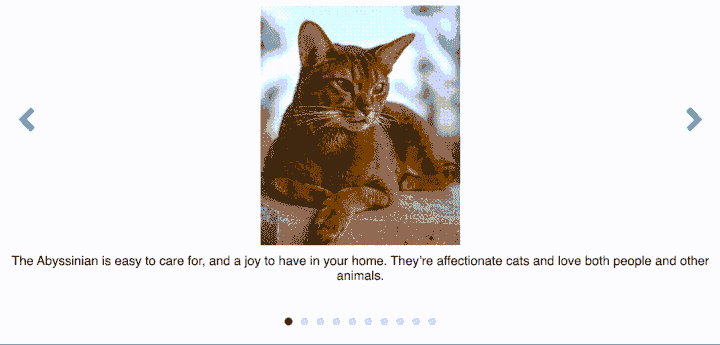 The Abyssinian is easy to care for, and a joy to have in your home. They’re affectionate cats and love both people and other
animals.